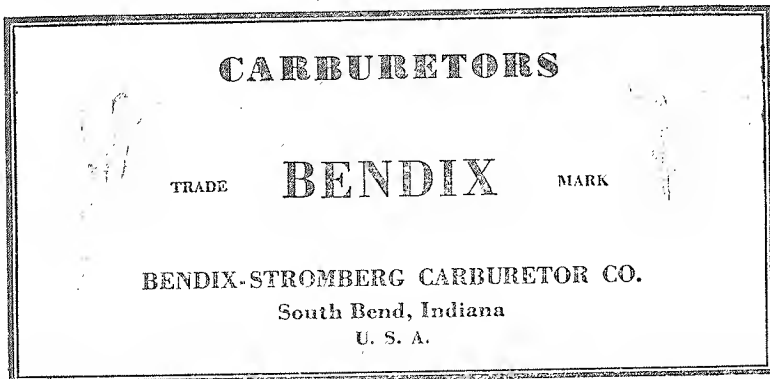 CARBURETORS
TRADE BENDIX MARK
BENDIX-STROMBERG CARBURETOR CO.
South Bend, Indiana
U. S. A.